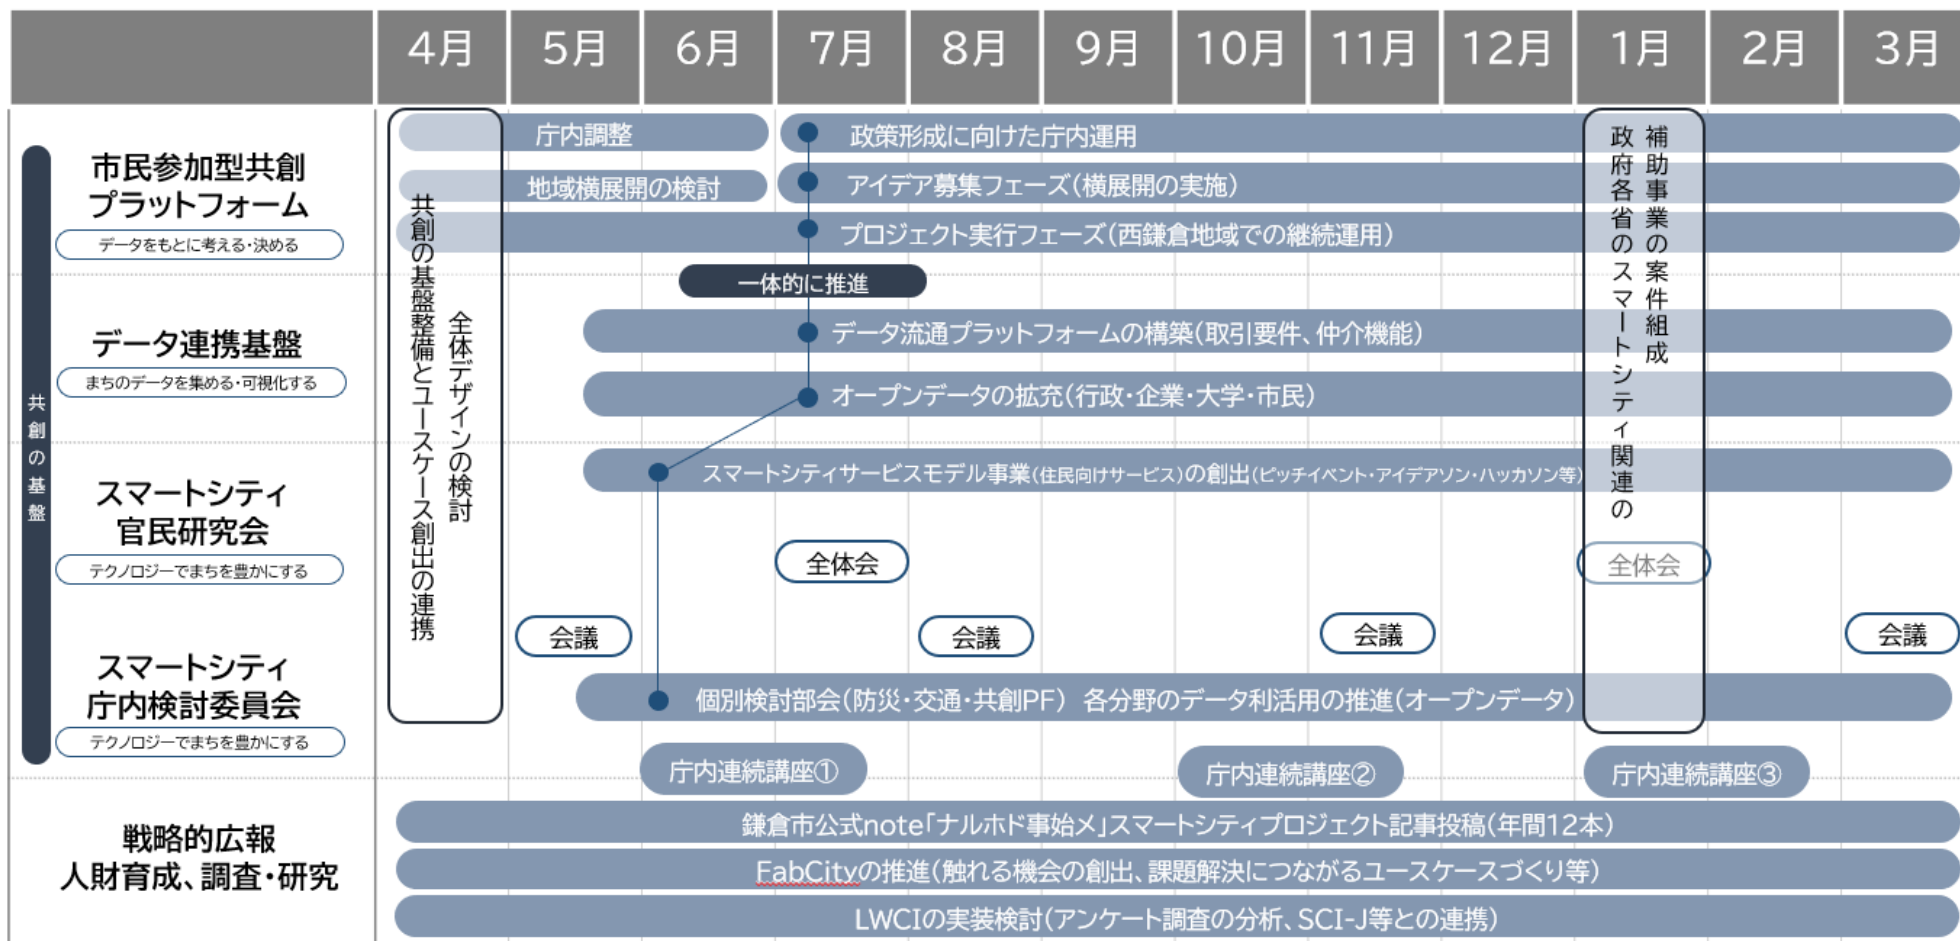 4月 5月 6月 7月 8月 9月 10月 11月 12月 1月 2月 3月
共創の基盤
市民参加型共創
プラットフォーム
データをもとに考える・決める
データ連携基盤
まちのデータを集める・可視化する
スマートシティ
官民研究会
テクノロジーでまちを豊かにする
スマートシティ
庁内検討委員会
テクノロジーでまちを豊かにする
戦略的広報
人財育成、調査・研究
全体デザインの検討
共創の基盤整備とユースケース創出の連携
庁内調整
政策形成に向けた庁内運用
地域横展開の検討
アイデア募集フェーズ(横展開の実施)
プロジェクト実行フェーズ(西鎌倉地域での継続運用)
一体的に推進
データ流通プラットフォームの構築(取引要件、仲介機能)
オープンデータの拡充(行政・企業・大学・市民)
スマートシティサービスモデル事業(住民向けサービス)の創出(ピッチイベント・アイデアソン・ハッカソン等)
全体会
全体会
会議
会議
会議
会議
個別検討部会(防災・交通・共創PF) 各分野のデータ利活用の推進(オープンデータ)
庁内連続講座①
庁内連続講座②
庁内連続講座③
政府各省のスマートシティ関連の
補助事業の案件組成
鎌倉市公式note「ナルホド事始メ」スマートシティプロジェクト記事投稿(年間12本)
FabCityの推進(触れる機会の創出、課題解決につながるユースケースづくり等)
LWCIの実装検討(アンケート調査の分析、SCI-J等との連携)